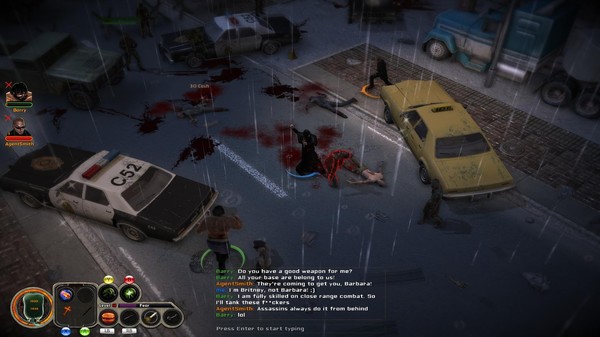 10 Cash
Barry
AgentSmith
C52
Barry: Do you have a good weapon for me?
Barry: All your base are belong to us!
AgentSmith: They're coming to get you, Barbara!
I'm Britney, not Barbara! ;)
Barry: I am fully skilled on close range combat. So
I'll tank these f**ckers
AgentSmith: Assassins always do it from behind
Barry: lol
Press Enter to start typing
Fear